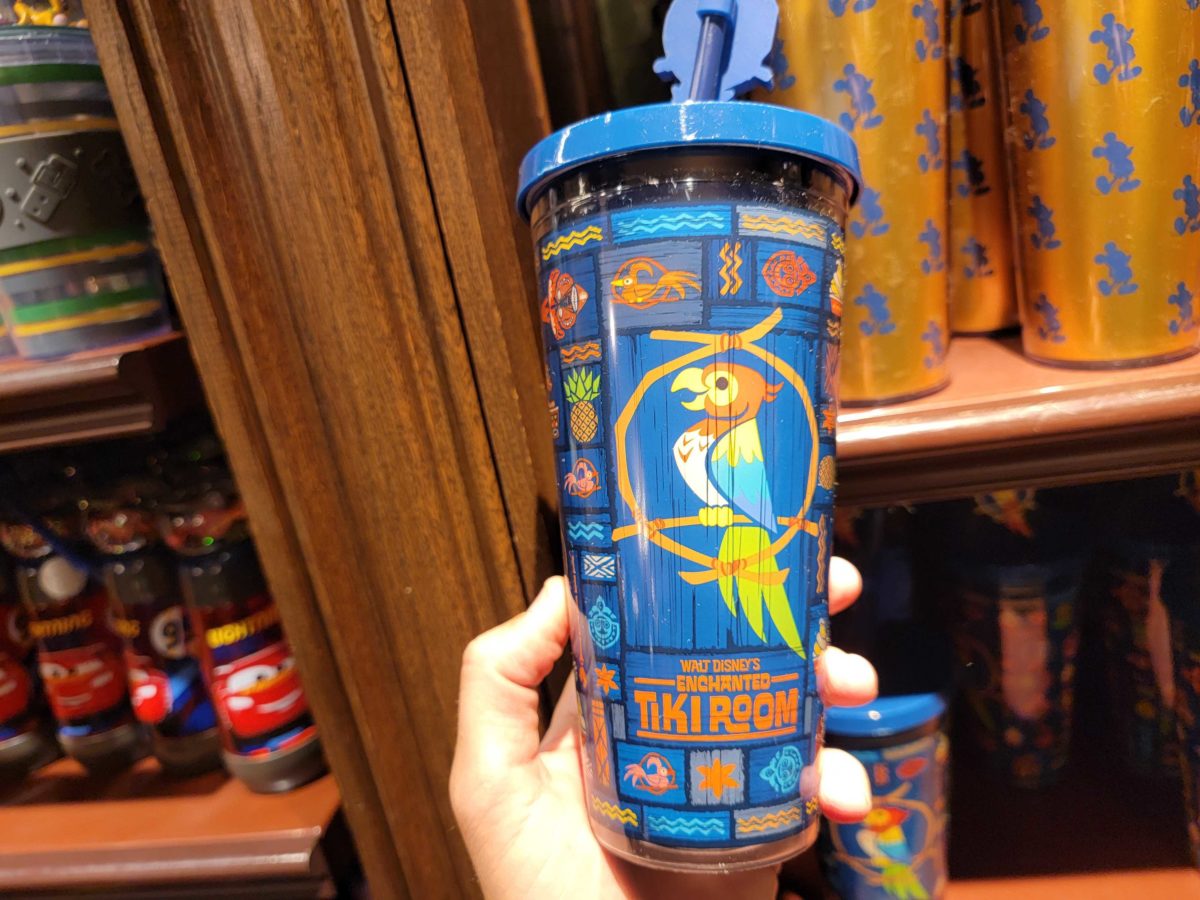 WALT DISNEY'S
ENCHANTED
TIKI ROOM